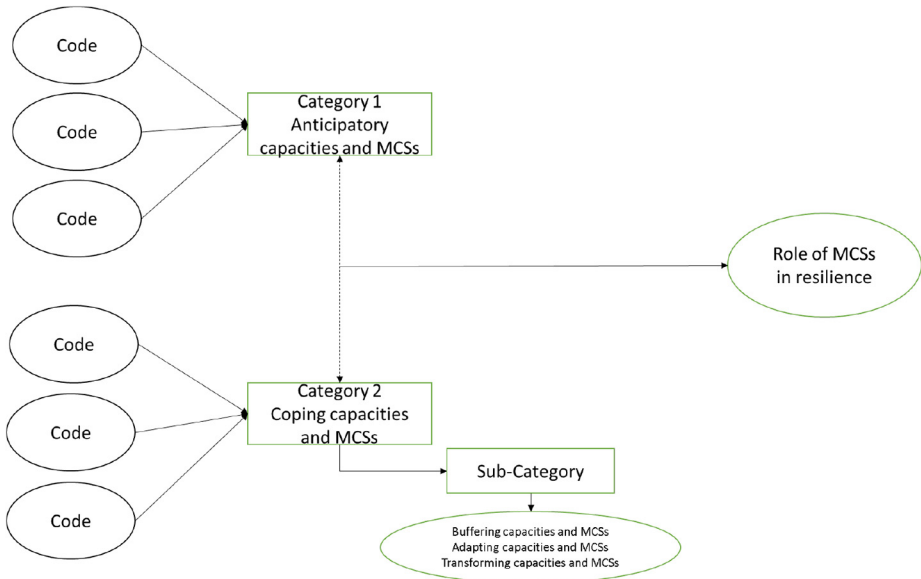 Code
Code
Code
Category 1
Anticipatory
capacities and MCSs
Role of MCSs
in resilience
Code
Code
Code
Category 2
Coping capacities
and MCSs
Sub-Category
Buffering capacities and MCSs
Adapting capacities and MCSs
Transforming capacities and MCSs